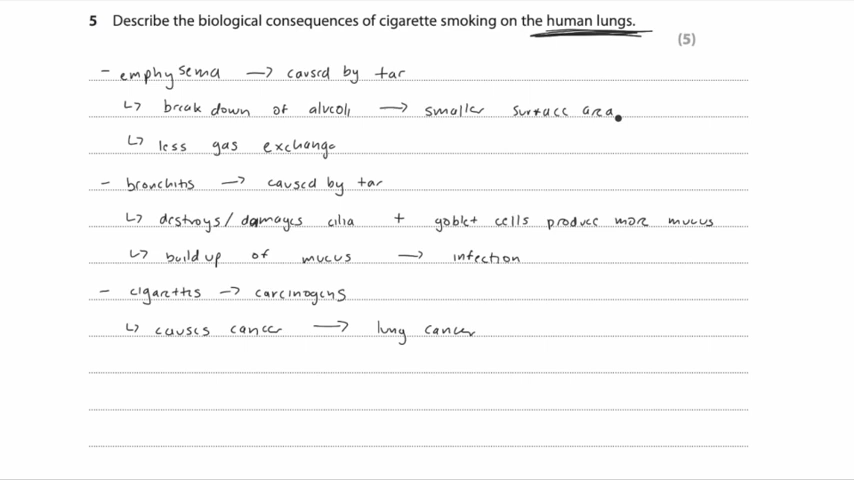 5 Describe the biological consequences of cigarette smoking on the human lungs.
(5)
- emphysema → caused by tar
↳ break down of alveoli → smaller surface area.
↳ less gas exchange
- bronchitis → caused by tar
↳ destroys/damages cilia + goblet cells produce more mucus
↳ build up of mucus → infection
- cigarettes → carcinogens
↳ causes cancer → lung cancer